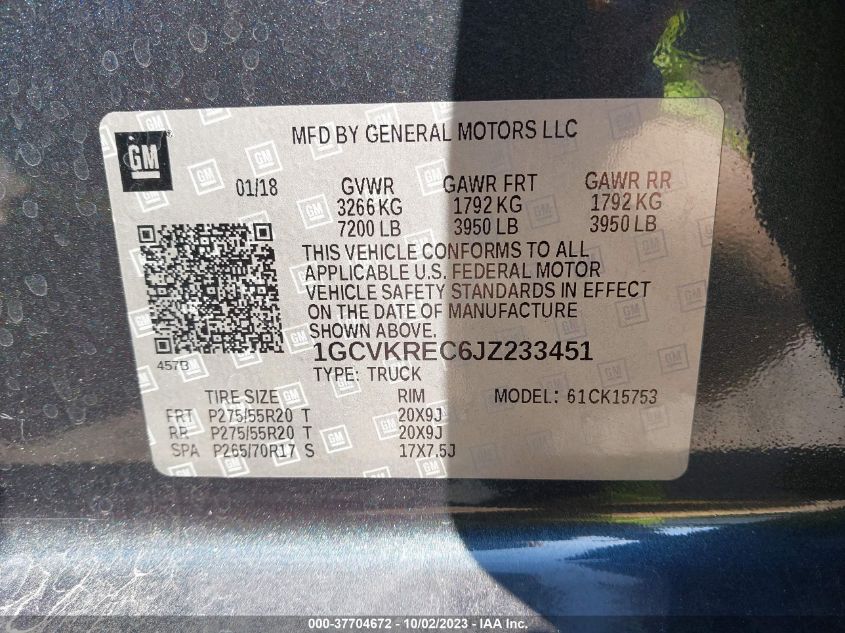 GM
MFD BY GENERAL MOTORS LLC
01/18 GVWR GAWR FRT GAWR RR
3266 KG 1792 KG 1792 KG
7200 LB 3950 LB 3950 LB
THIS VEHICLE CONFORMS TO ALL
APPLICABLE U.S. FEDERAL MOTOR
VEHICLE SAFETY STANDARDS IN EFFECT
ON THE DATE OF MANUFACTURE
SHOWN ABOVE.
1GCVKREC6JZ233451
457B
TYPE: TRUCK
TIRE SIZE RIM MODEL: 61CK15753
FRT P275/55R20 T 20X9J
RR P275/55R20 T 20X9J
SPA P265/70R17 S 17X7.5J
000-37704672 - 10/02/2023 - IAA Inc.